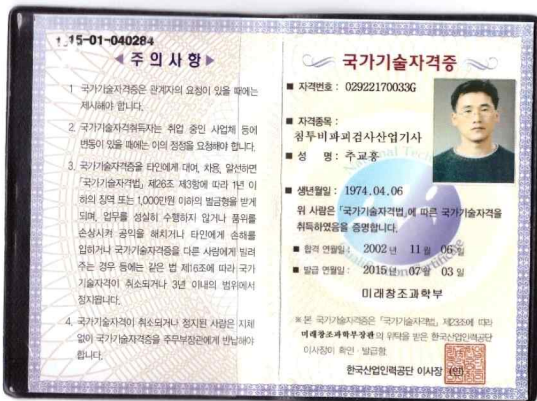 15-01-040284
주 의 사 항
1. 국가기술자격증은 관계자의 요청이 있을 때에는
제시해야 합니다.
2. 국가기술자격취득자는 취업 중인 사업체 등에
변동이 있을 때에는 이의 정정을 요청해야 합니다.
3. 국가기술자격증을 타인에게 대여, 차용, 알선하면
「국가기술자격법」 제26조 제3항에 따라 1년 이
하의 징역 또는 1,000만원 이하의 벌금형을 받게
되며, 업무를 성실히 수행하지 않거나 품위를
손상시켜 공익을 해치거나 타인에게 손해를
입히거나 국가기술자격증을 다른 사람에게 빌려
주는 경우 등에는 같은 법 제16조에 따라 국가
기술자격이 취소되거나 3년 이내의 범위에서
정지됩니다.
4. 국가기술자격이 취소되거나 정지된 사람은 지체
없이 국가기술자격증을 주무부장관에게 반납해야
합니다.
국가기술자격증
■ 자격번호 : 02922170033G
■ 자격종목 :
침투비파괴검사산업기사
■ 성 명 : 추교홍
■ 생년월일 : 1974.04.06
위 사람은 「국가기술자격법」에 따른 국가기술자격을
취득하였음을 증명합니다.
■ 합격 연월일 : 2002 년 11 월 06 일
■ 발급 연월일 : 2015 년 07 월 03 일
미래창조과학부
※ 본 국가기술자격증은 「국가기술자격법」 제23조에 따라
미래창조과학부장관의 위탁을 받은 한국산업인력공단
이사장이 확인·발급함.
한국산업인력공단 이사장